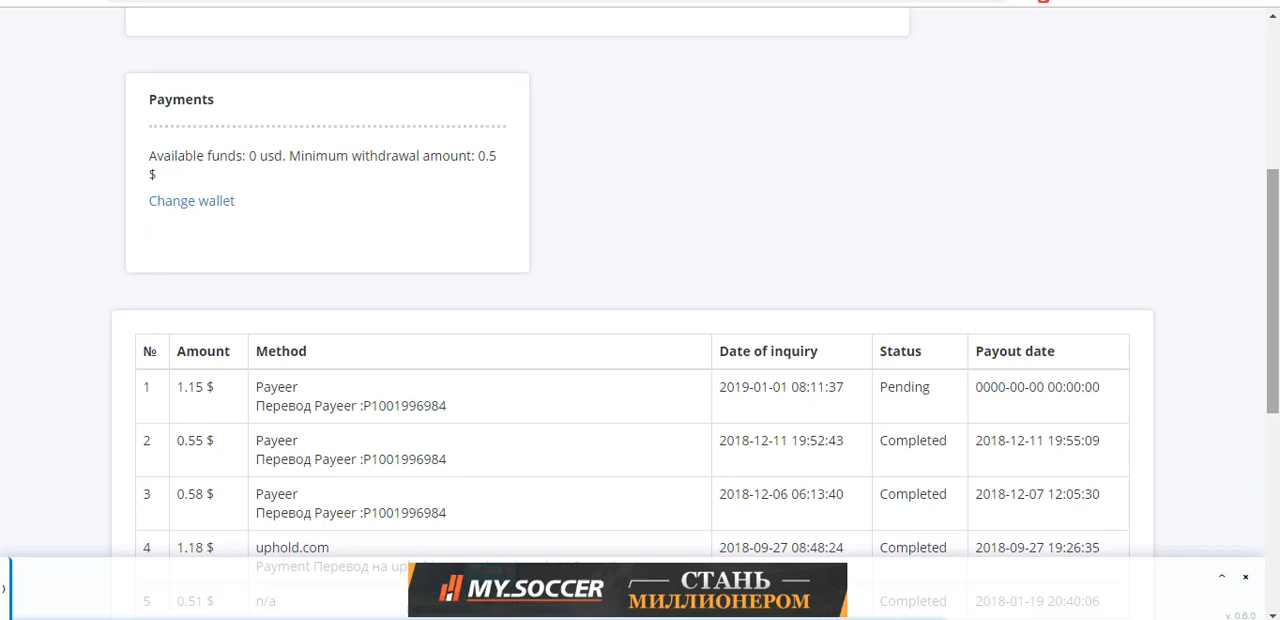 Payments
Available funds: 0 usd. Minimum withdrawal amount: 0.5
$
Change wallet
№ Amount Method Date of inquiry Status Payout date
1 1.15 $ Payeer 2019-01-01 08:11:37 Pending 0000-00-00 00:00:00
Перевод Payeer :P1001996984
2 0.55 $ Payeer 2018-12-11 19:52:43 Completed 2018-12-11 19:55:09
Перевод Payeer :P1001996984
3 0.58 $ Payeer 2018-12-06 06:13:40 Completed 2018-12-07 12:05:30
Перевод Payeer :P1001996984
4 1.18 $ uphold.com 2018-09-27 08:48:24 Completed 2018-09-27 19:26:35
Payment Перевод на
5 0.51 $ n/a Completed 2018-01-19 20:40:06
MY.SOCCER
СТАНЬ
МИЛЛИОНЕРОМ
v. 0.6.0